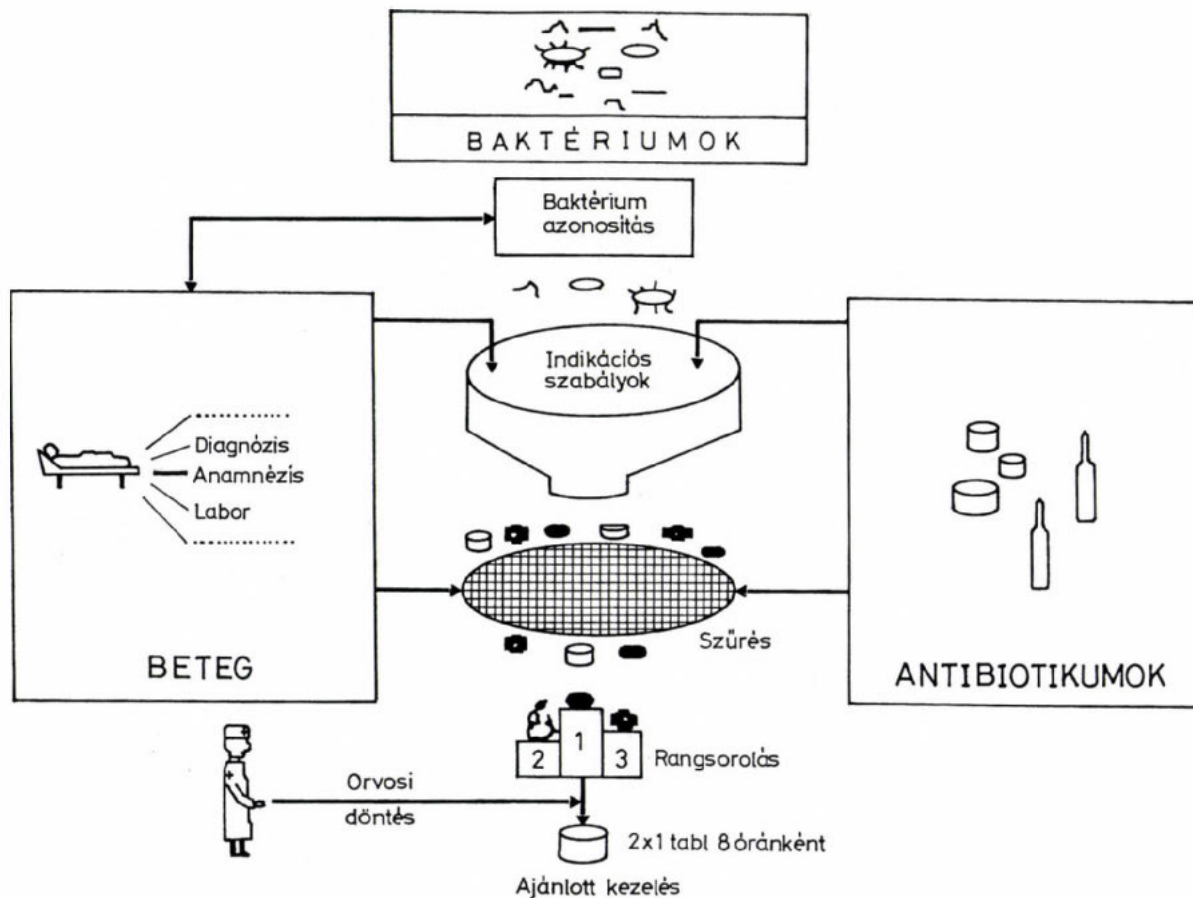 BAKTÉRIUMOK
Baktérium
azonosítás
Indikációs
szabályok
Diagnózis
Anamnézis
Labor
BETEG
Szűrés
ANTIBIOTIKUMOK
1
2
3
Rangsorolás
Orvosi
döntés
2x1 tabl 8 óránként
Ajánlott kezelés